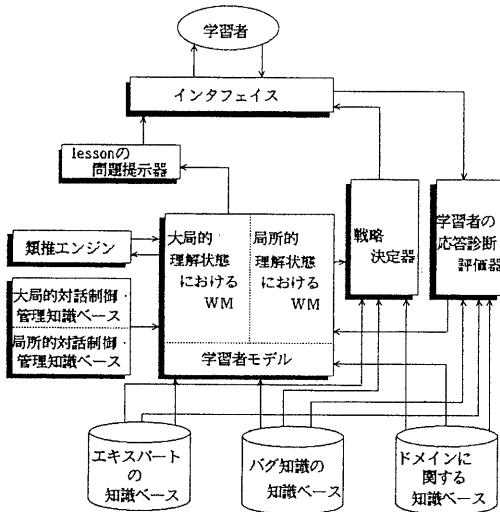 学習者
インタフェイス
lessonの
問題提示器
類推エンジン
大局的対話制御・
管理知識ベース
局所的対話制御・
管理知識ベース
大局的
理解状態
における
WM
局所的
理解状態
における
WM
学習者モデル
戦略
決定器
学習者の
応答診断・
評価器
エキスパート
の
知識ベース
バグ知識の
知識ベース
ドメインに
関する
知識ベース